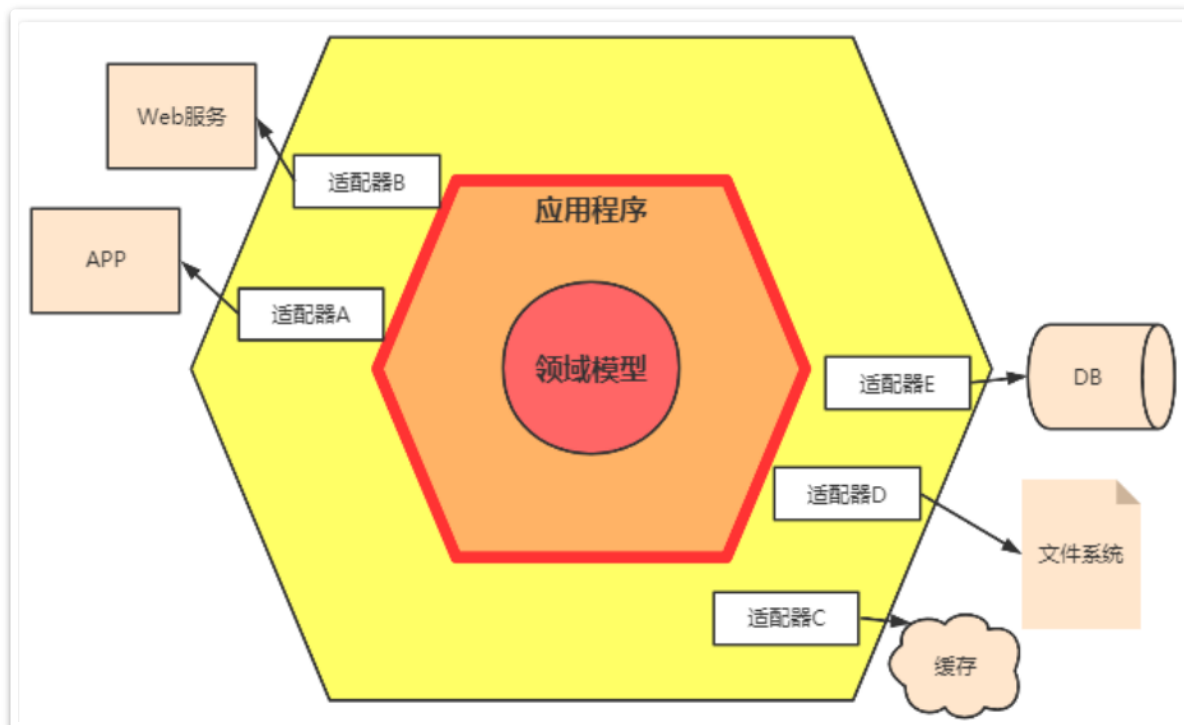 Web服务
适配器B
应用程序
APP
适配器A
领域模型
适配器E
DB
适配器D
文件系统
适配器C
缓存